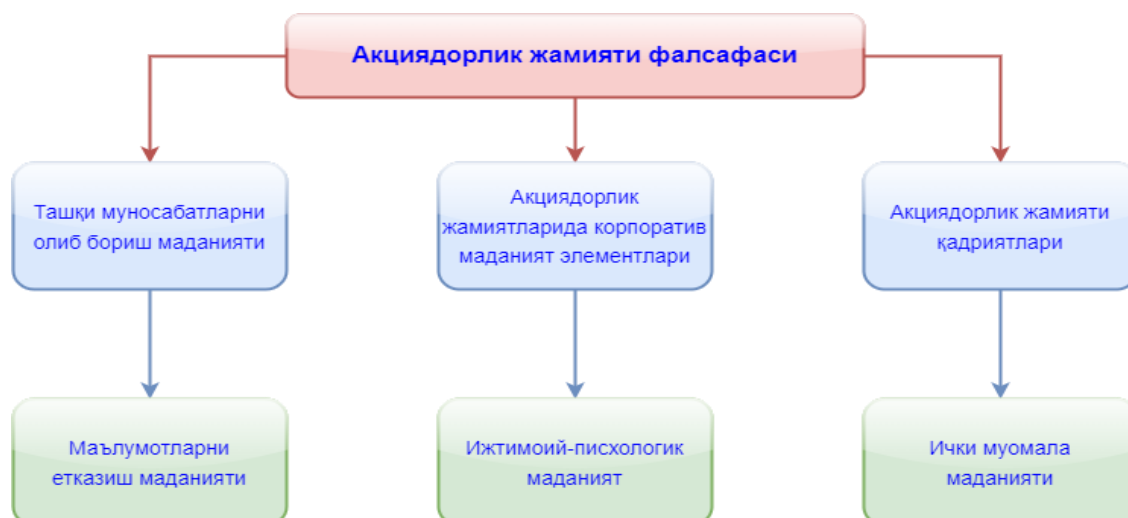 Акциядорлик жамияти фалсафаси
Ташқи муносабатларни
олиб бориш маданияти
Акциядорлик
жамиятларида корпоратив
маданият элементлари
Акциядорлик жамияти
қадриятлари
Маълумотларни
етказиш маданияти
Ижтимоий-писхологик
маданият
Ички муомала
маданияти